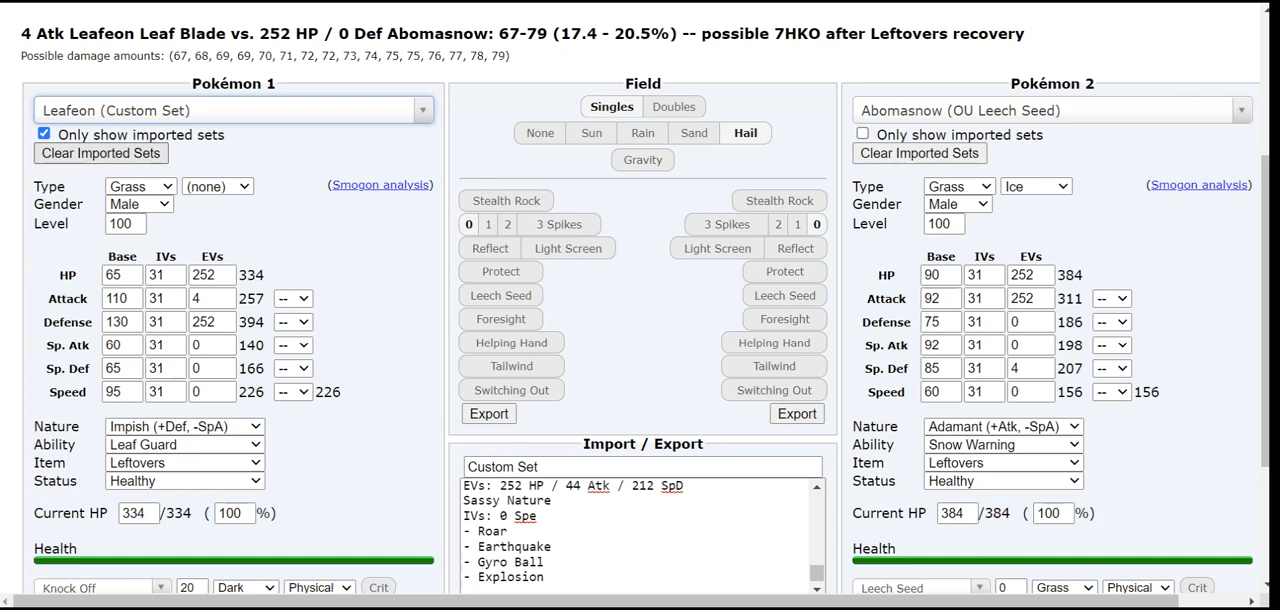 4 Atk Leafeon Leaf Blade vs. 252 HP / 0 Def Abomasnow: 67-79 (17.4 - 20.5%) -- possible 7HKO after Leftovers recovery
Possible damage amounts: (67, 68, 69, 69, 70, 71, 72, 72, 73, 74, 75, 75, 76, 77, 78, 79)
Pokémon 1
Leafeon (Custom Set)
Only show imported sets
Clear Imported Sets
Type Grass (none) (Smogon analysis)
Gender Male
Level 100
Base IVs EVs
HP 65 31 252 334
Attack 110 31 4 257 --
Defense 130 31 252 394 --
Sp. Atk 60 31 0 140 --
Sp. Def 65 31 0 166 --
Speed 95 31 0 226 -- 226
Nature Impish (+Def, -SpA)
Ability Leaf Guard
Item Leftovers
Status Healthy
Current HP 334 /334 ( 100 %)
Health
Knock Off 20 Dark Physical Crit
Field
Singles Doubles
None Sun Rain Sand Hail
Gravity
Stealth Rock Stealth Rock
0 1 2 3 Spikes 3 Spikes 2 1 0
Reflect Light Screen Light Screen Reflect
Protect Protect
Leech Seed Leech Seed
Foresight Foresight
Helping Hand Helping Hand
Tailwind Tailwind
Switching Out Switching Out
Export Export
Import / Export
Custom Set
EVs: 252 HP / 44 Atk / 212 SpD
Sassy Nature
IVs: 0 Spe
- Roar
- Earthquake
- Gyro Ball
- Explosion
Pokémon 2
Abomasnow (OU Leech Seed)
Only show imported sets
Clear Imported Sets
Type Grass Ice (Smogon analysis)
Gender Male
Level 100
Base IVs EVs
HP 90 31 252 384
Attack 92 31 252 311 --
Defense 75 31 0 186 --
Sp. Atk 92 31 0 198 --
Sp. Def 85 31 4 207 --
Speed 60 31 0 156 -- 156
Nature Adamant (+Atk, -SpA)
Ability Snow Warning
Item Leftovers
Status Healthy
Current HP 384 /384 ( 100 %)
Health
Leech Seed 0 Grass Physical Crit